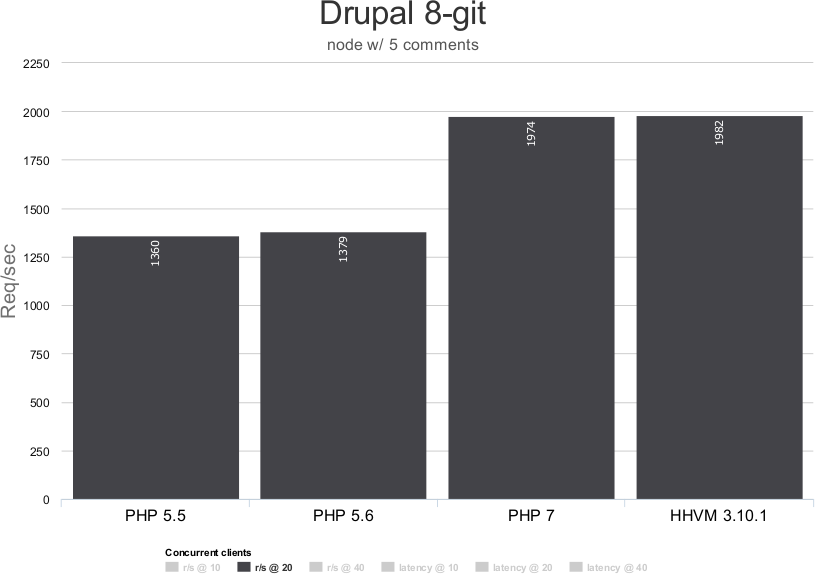 Drupal 8-git
node w/ 5 comments
Req/sec
2250
2000
1750
1500
1250
1000
750
500
250
0
1360
1379
1974
1982
PHP 5.5 PHP 5.6 PHP 7 HHVM 3.10.1
Concurrent clients
r/s @ 10 r/s @ 20 r/s @ 40 latency @ 10 latency @ 20 latency @ 40